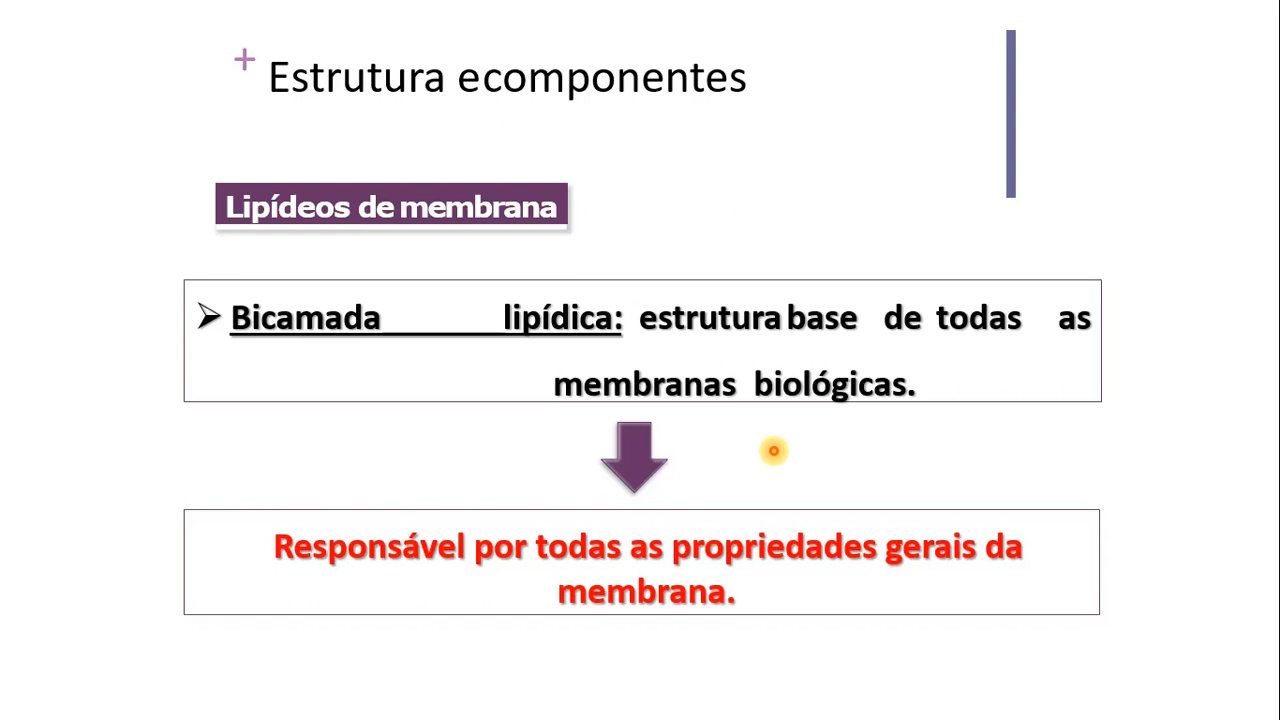 + Estrutura ecomponentes
Lipídeos de membrana
Bicamada lipídica: estrutura base de todas as
membranas biológicas.
Responsável por todas as propriedades gerais da
membrana.